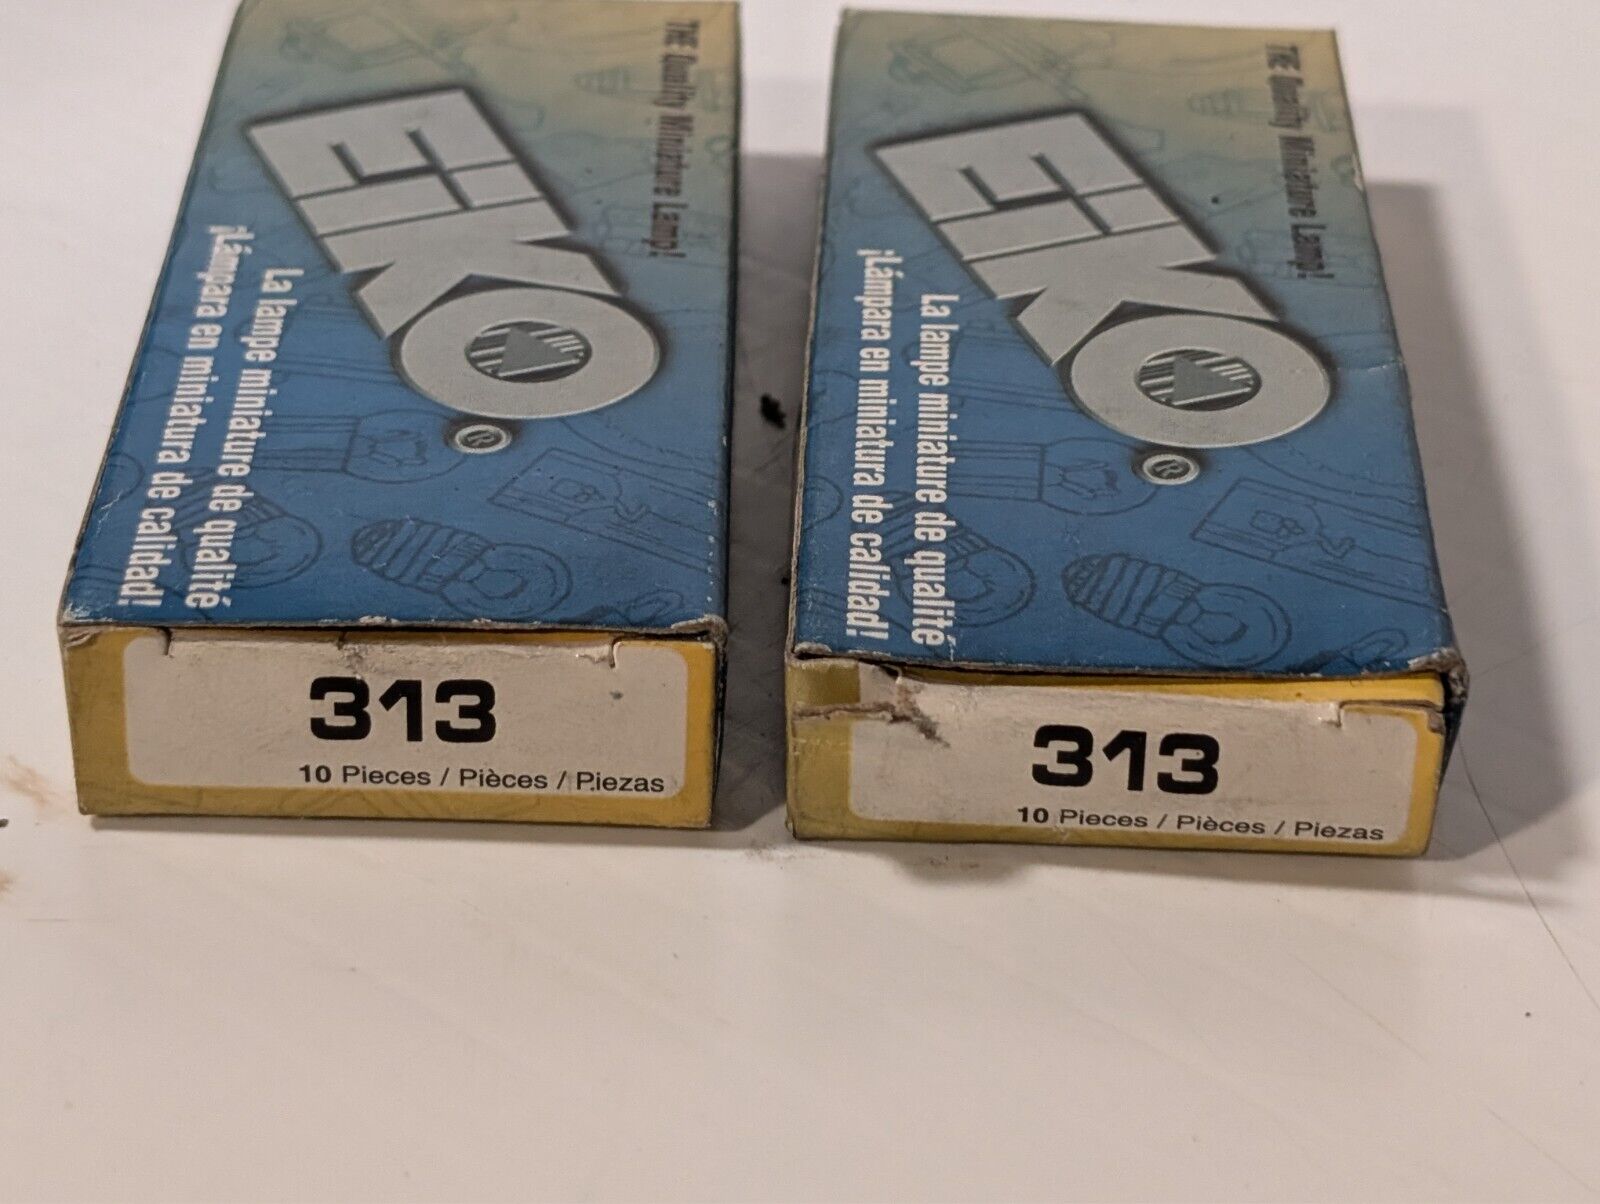 THE Quality Miniature Lamp!
EiKO
®
La lampe miniature de qualité
¡Lámpara en miniatura de calidad!
313
10 Pieces / Pièces / Piezas
THE Quality Miniature Lamp!
EiKO
®
La lampe miniature de qualité
¡Lámpara en miniatura de calidad!
313
10 Pieces / Pièces / Piezas